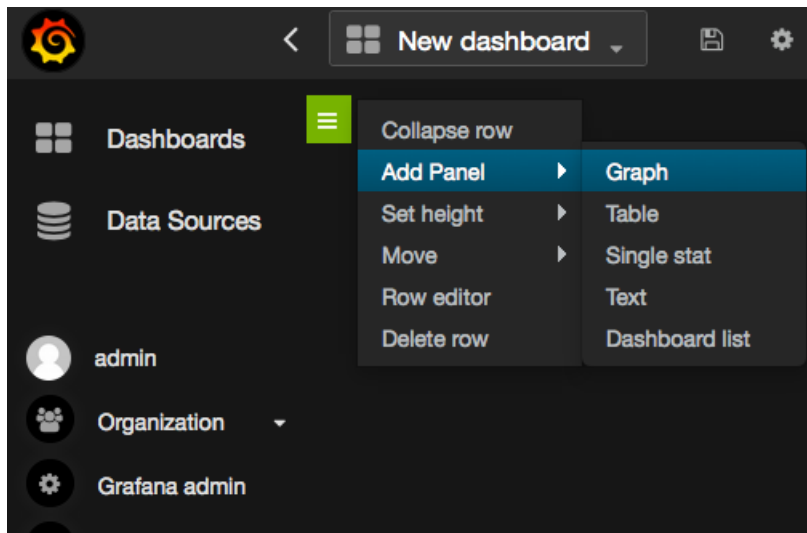 New dashboard
Dashboards
Data Sources
admin
Organization
Grafana admin
Collapse row
Add Panel
Set height
Move
Row editor
Delete row
Graph
Table
Single stat
Text
Dashboard list